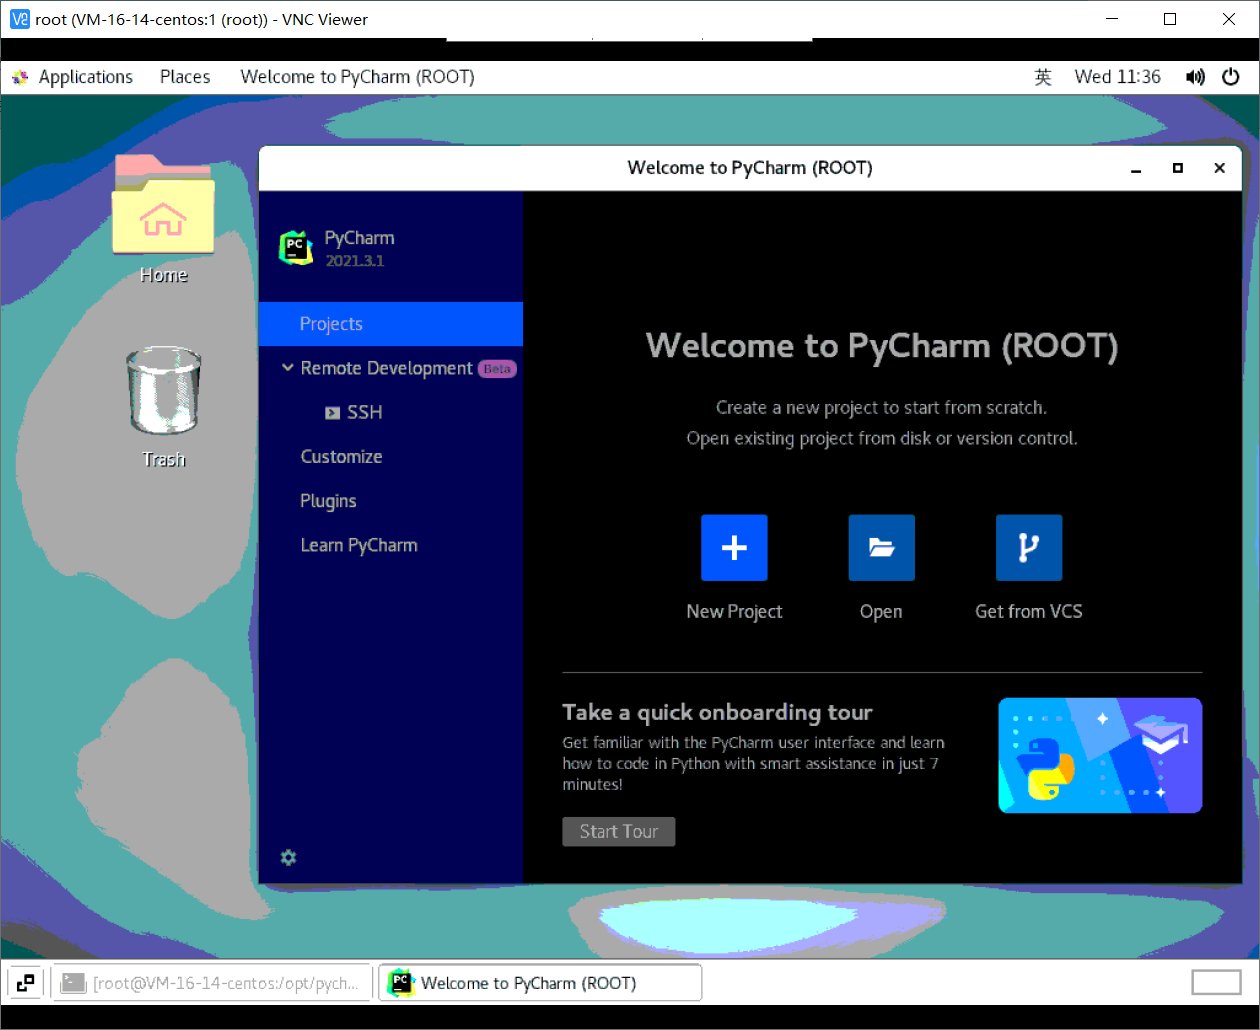 root (VM-16-14-centos:1 (root)) - VNC Viewer
Applications Places Welcome to PyCharm (ROOT) 英 Wed 11:36
Welcome to PyCharm (ROOT)
Home
Trash
PC
PyCharm
2021.3.1
Projects
Remote Development Beta
SSH
Customize
Plugins
Learn PyCharm
Welcome to PyCharm (ROOT)
Create a new project to start from scratch.
Open existing project from disk or version control.
New Project Open Get from VCS
Take a quick onboarding tour
Get familiar with the PyCharm user interface and learn
how to code in Python with smart assistance in just 7
minutes!
Start Tour
[root@VM-16-14-centos:/opt/pych... PC Welcome to PyCharm (ROOT)